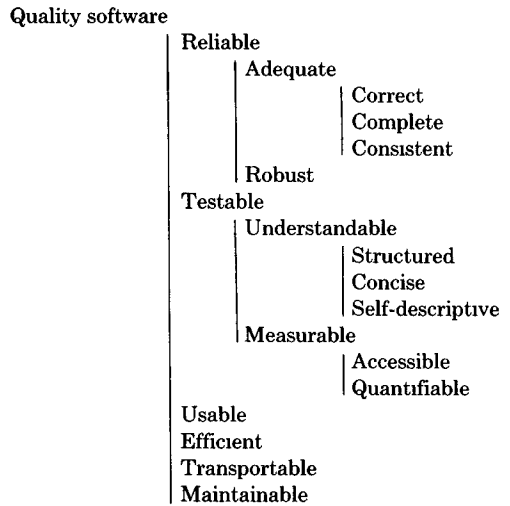 Quality software
Reliable
Adequate
Correct
Complete
Consistent
Robust
Testable
Understandable
Structured
Concise
Self-descriptive
Measurable
Accessible
Quantifiable
Usable
Efficient
Transportable
Maintainable